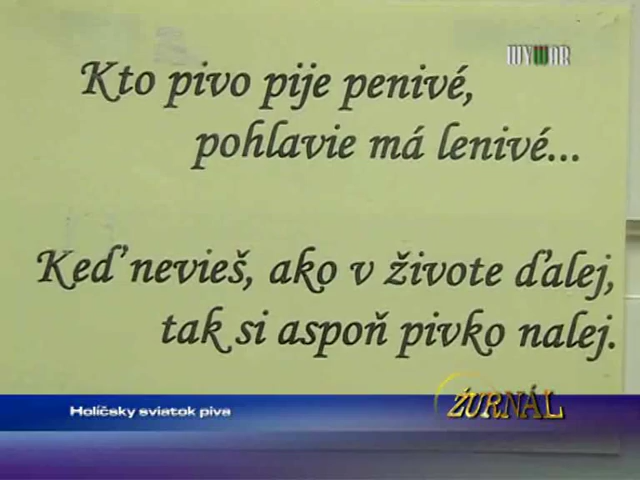 WYWAR
Kto pivo pije penivé,
pohlavie má lenivé...
Keď nevieš, ako v živote ďalej,
tak si aspoň pivko nalej.
Holíčsky sviatok piva
ŽURNÁL